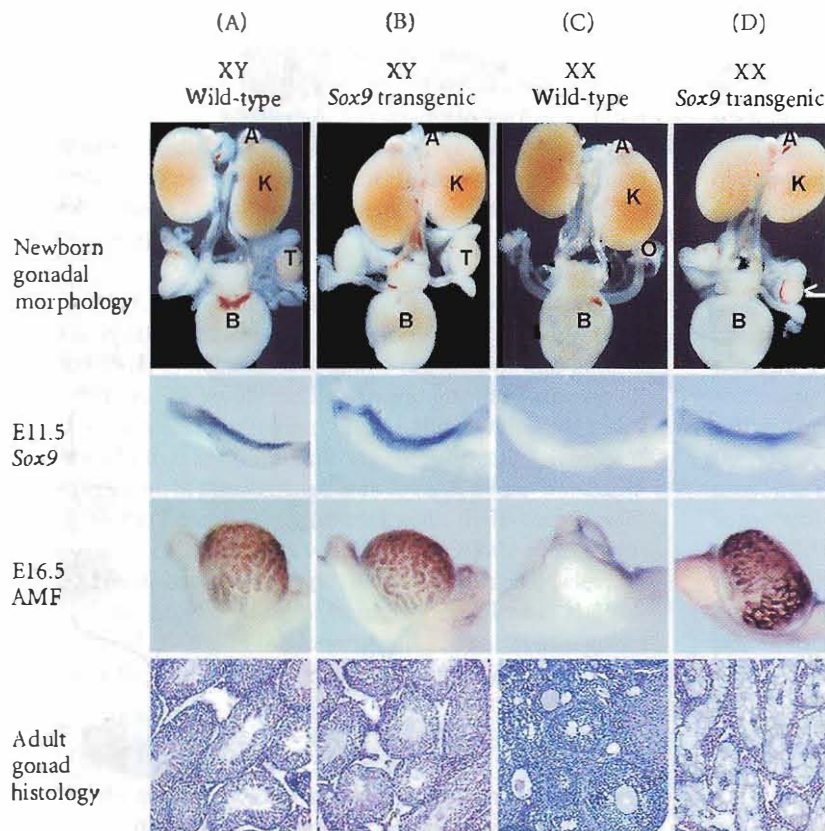 (A) (B) (C) (D)
XY XY XX XX
Wild-type Sox9 transgenic Wild-type Sox9 transgenic
A A A A
K K K K
Newborn
gonadal
morphology
T T O
B B B B
E11.5
Sox9
E16.5
AMF
Adult
gonad
histology